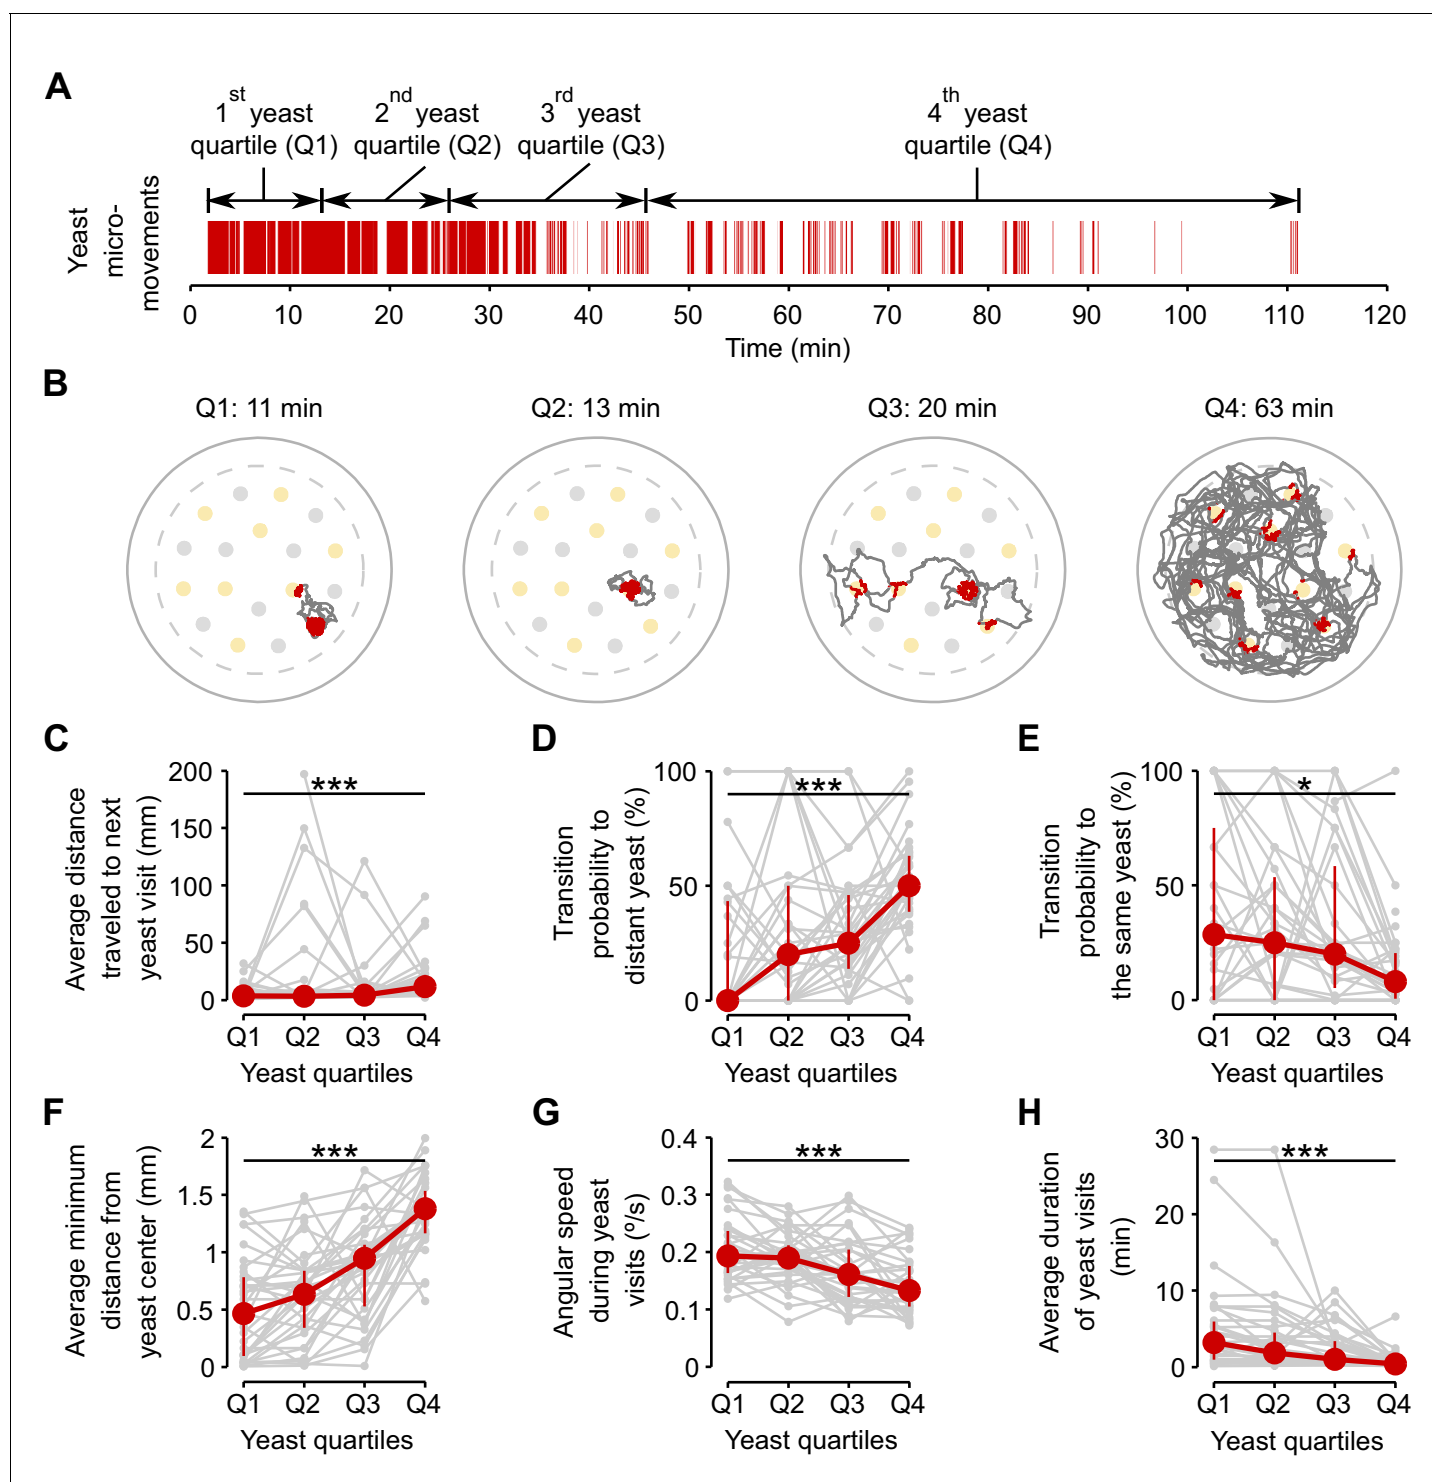 A
1st yeast
quartile (Q1)
2nd yeast
quartile (Q2)
3rd yeast
quartile (Q3)
4th yeast
quartile (Q4)
Yeast
micro-
movements
0 10 20 30 40 50 60 70 80 90 100 110 120
Time (min)
B
Q1: 11 min
Q2: 13 min
Q3: 20 min
Q4: 63 min
C
Average distance
traveled to next
yeast visit (mm)
200
150
100
50
0
***
Q1 Q2 Q3 Q4
Yeast quartiles
D
Transition
probability to
distant yeast (%)
100
50
0
***
Q1 Q2 Q3 Q4
Yeast quartiles
E
Transition
probability to
the same yeast (%)
100
50
0
*
Q1 Q2 Q3 Q4
Yeast quartiles
F
Average minimum
distance from
yeast center (mm)
2
1.5
1
0.5
0
***
Q1 Q2 Q3 Q4
Yeast quartiles
G
Angular speed
during yeast
visits (º/s)
0.4
0.3
0.2
0.1
0
***
Q1 Q2 Q3 Q4
Yeast quartiles
H
Average duration
of yeast visits
(min)
30
20
10
0
***
Q1 Q2 Q3 Q4
Yeast quartiles